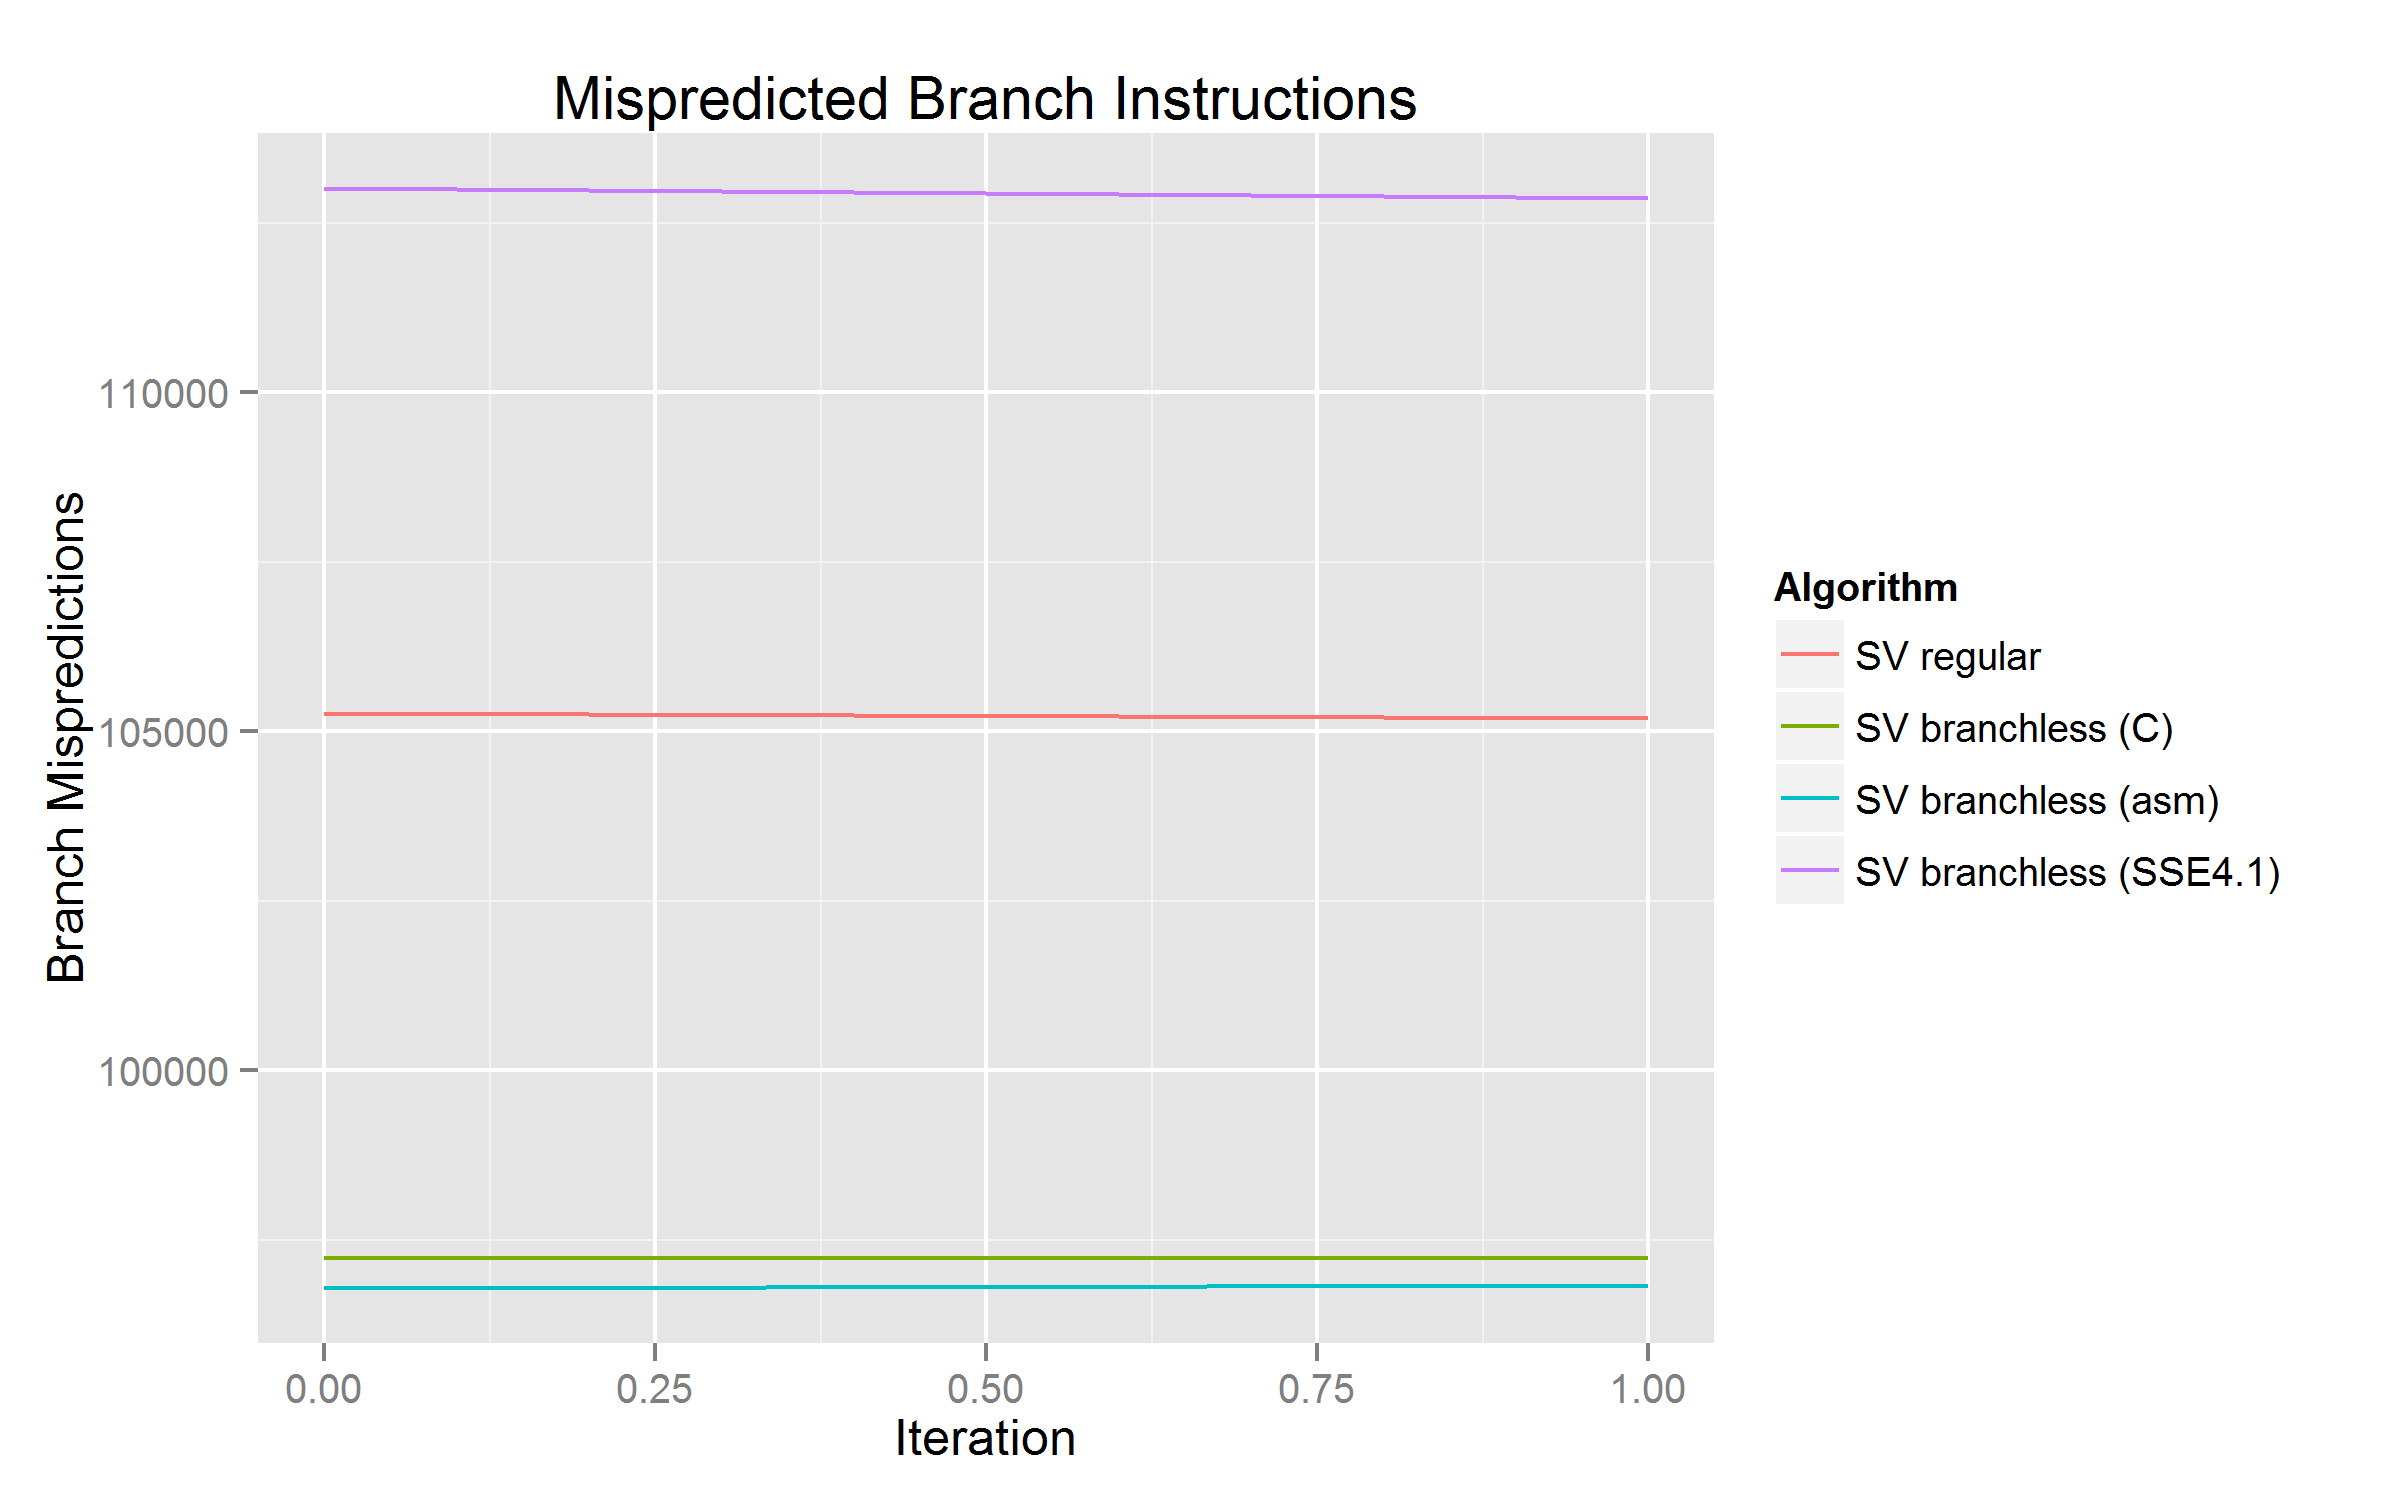 Mispredicted Branch Instructions
Branch Mispredictions
110000
105000
100000
0.00
0.25
0.50
0.75
1.00
Iteration
Algorithm
SV regular
SV branchless (C)
SV branchless (asm)
SV branchless (SSE4.1)